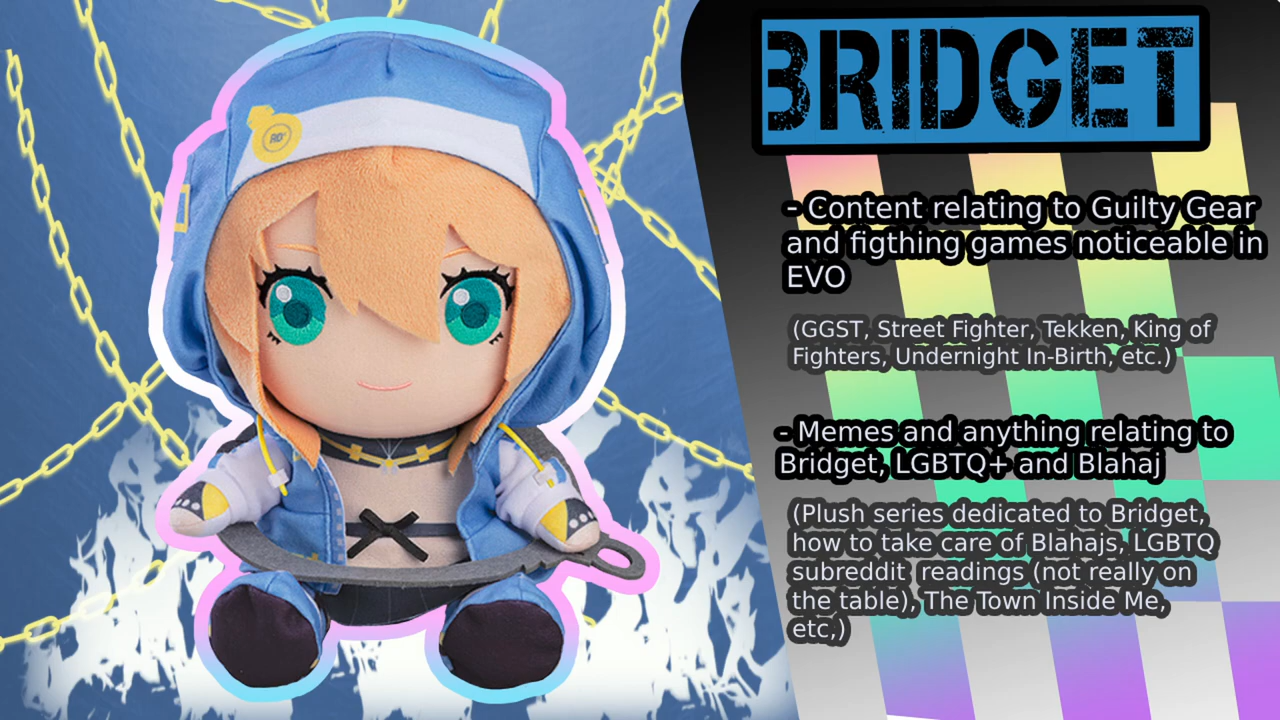 BRIDGET
- Content relating to Guilty Gear
and figthing games noticeable in
EVO
(GGST, Street Fighter, Tekken, King of
Fighters, Undernight In-Birth, etc.)
- Memes and anything relating to
Bridget, LGBTQ+ and Blahaj
(Plush series dedicated to Bridget,
how to take care of Blahajs, LGBTQ
subreddit readings (not really on
the table), The Town Inside Me,
etc,)